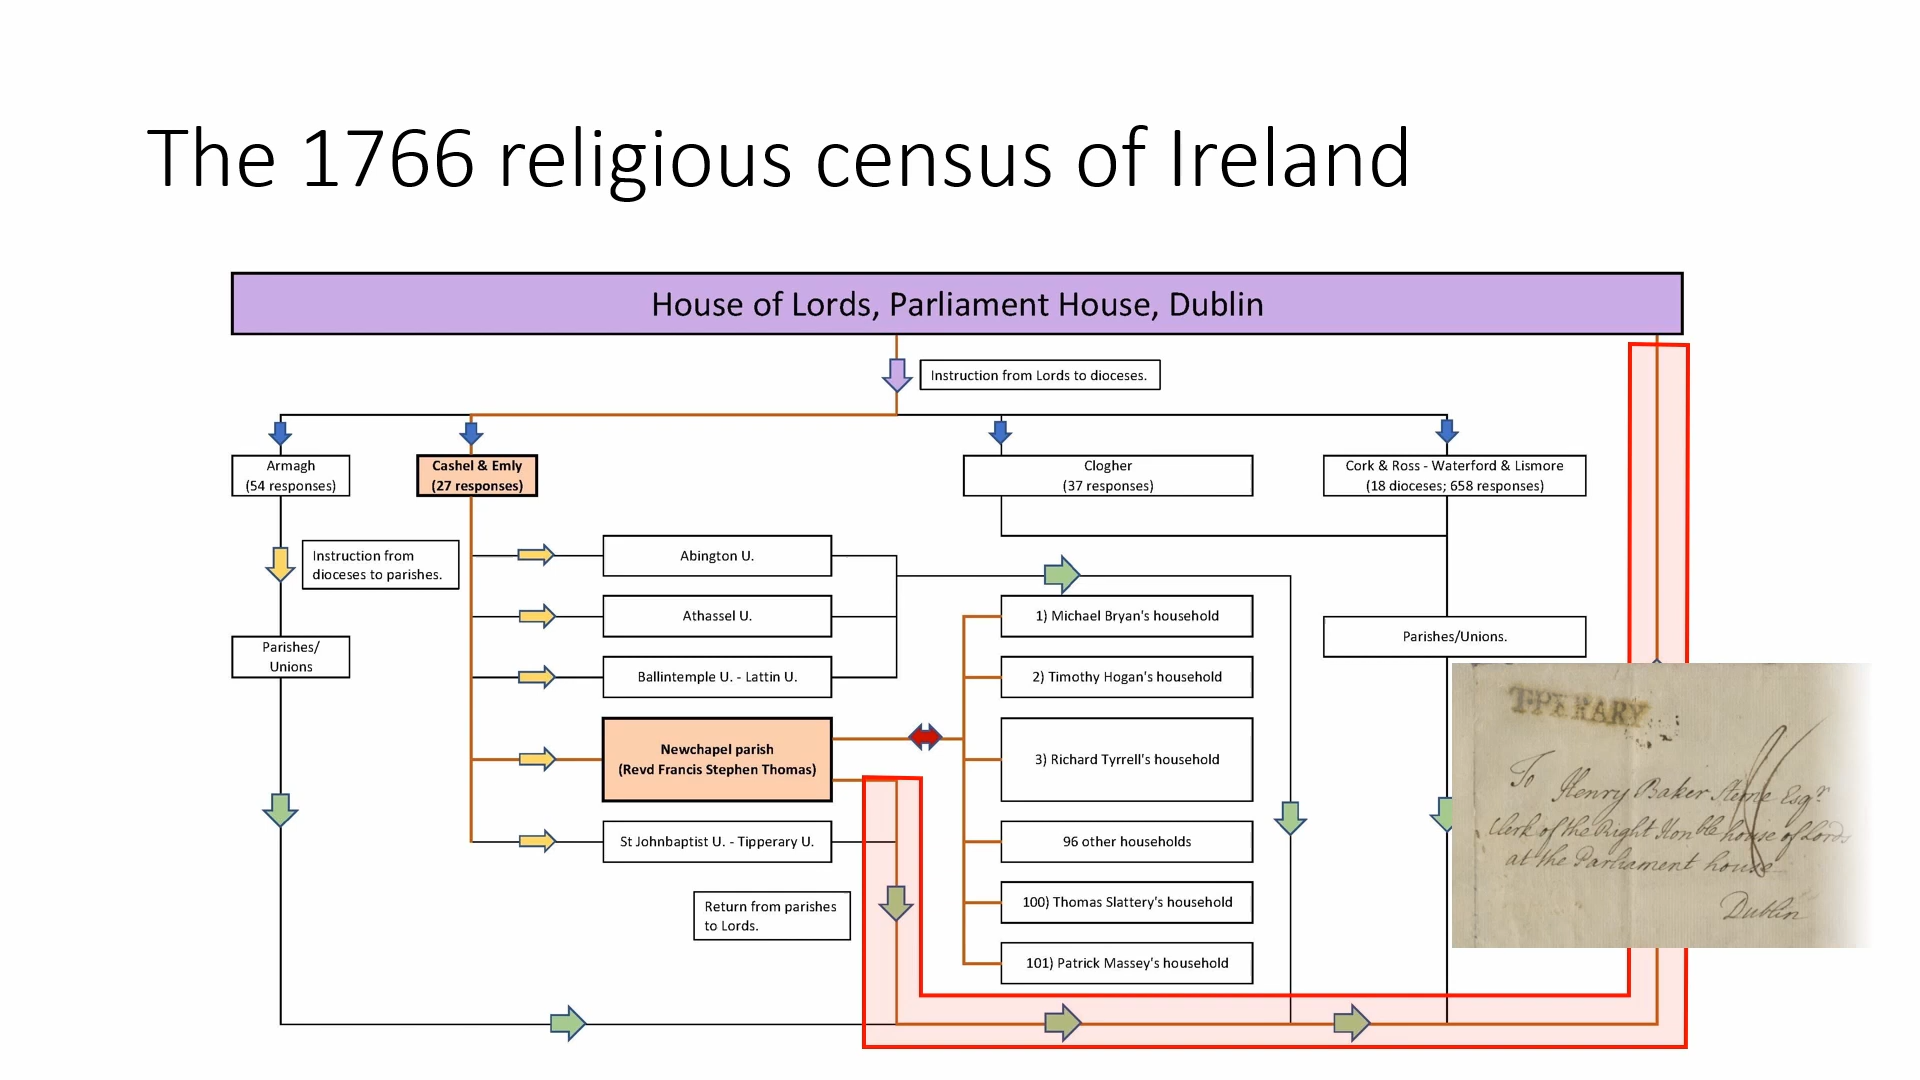 The 1766 religious census of Ireland
House of Lords, Parliament House, Dublin
Instruction from Lords to dioceses.
Armagh
(54 responses)
Cashel & Emly
(27 responses)
Clogher
(37 responses)
Cork & Ross - Waterford & Lismore
(18 dioceses; 658 responses)
Instruction from
dioceses to parishes.
Abington U.
Athassel U.
Ballintemple U. - Lattin U.
Newchapel parish
(Revd Francis Stephen Thomas)
St Johnbaptist U. - Tipperary U.
Parishes/
Unions
Return from parishes
to Lords.
1) Michael Bryan's household
2) Timothy Hogan's household
3) Richard Tyrrell's household
96 other households
100) Thomas Slattery's household
101) Patrick Massey's household
Parishes/Unions.
To Henry Baker Sterne Esqr
Clerk of the Right Honble house of Lords
at the Parliament house
Dublin